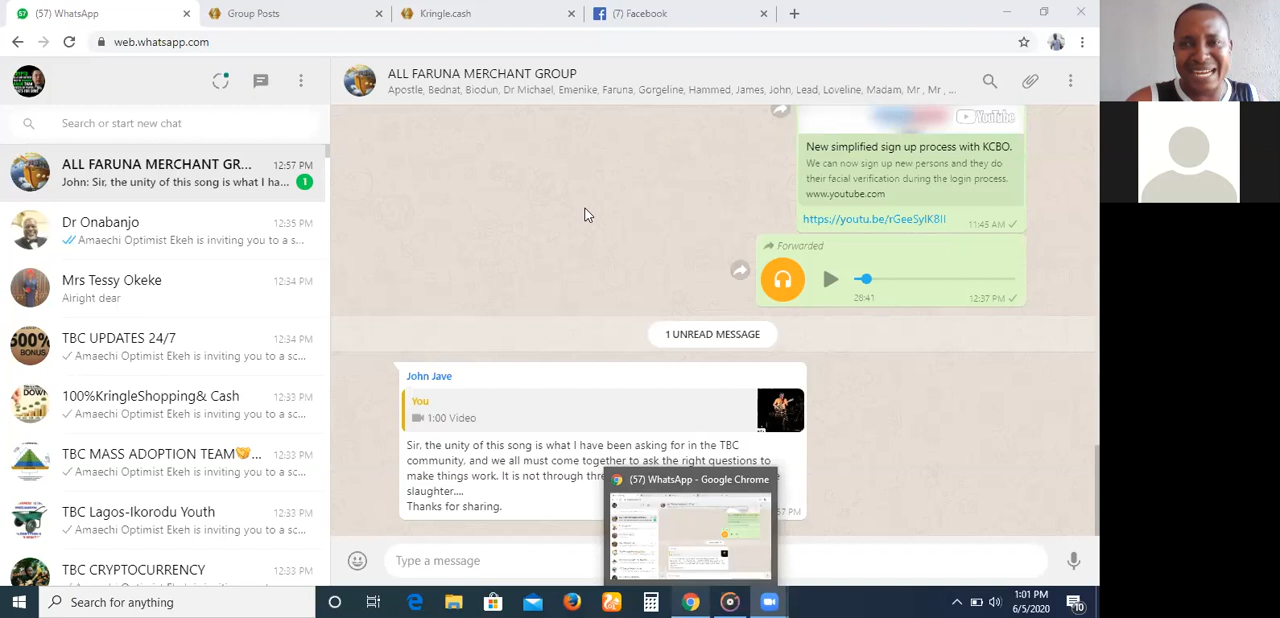 (57) WhatsApp
Group Posts
Kringle.cash
(7) Facebook
web.whatsapp.com
Search or start new chat
ALL FARUNA MERCHANT GR... 12:57 PM
John: Sir, the unity of this song is what I ha... 1
Dr Onabanjo 12:35 PM
Amaechi Optimist Ekeh is inviting you to a s...
Mrs Tessy Okeke 12:34 PM
Alright dear
TBC UPDATES 24/7 12:34 PM
Amaechi Optimist Ekeh is inviting you to a sc...
100%KringleShopping& Cash 12:33 PM
Amaechi Optimist Ekeh is inviting you to a sc...
TBC MASS ADOPTION TEAM... 12:33 PM
Amaechi Optimist Ekeh is inviting you to a sc...
TBC Lagos-Ikorodu Youth 12:33 PM
Amaechi Optimist Ekeh is inviting you to a sc...
TBC CRYPTOCURRENCY 12:33 PM
ALL FARUNA MERCHANT GROUP
Apostle, Bednat, Biodun, Dr Michael, Emenike, Faruna, Gorgeline, Hammed, James, John, Lead, Loveline, Madam, Mr , Mr , ...
YouTube
New simplified sign up process with KCBO.
We can now sign up new persons and they do
their facial verification during the login process.
www.youtube.com
11:45 AM
Forwarded
28:41 12:37 PM
1 UNREAD MESSAGE
John Jave
You
1:00 Video
Sir, the unity of this song is what I have been asking for in the TBC
community and we all must come together to ask the right questions to
make things work. It is not through
slaughter....
Thanks for sharing.
(57) WhatsApp - Google Chrome
Type a message
Search for anything
1:01 PM
6/5/2020
10